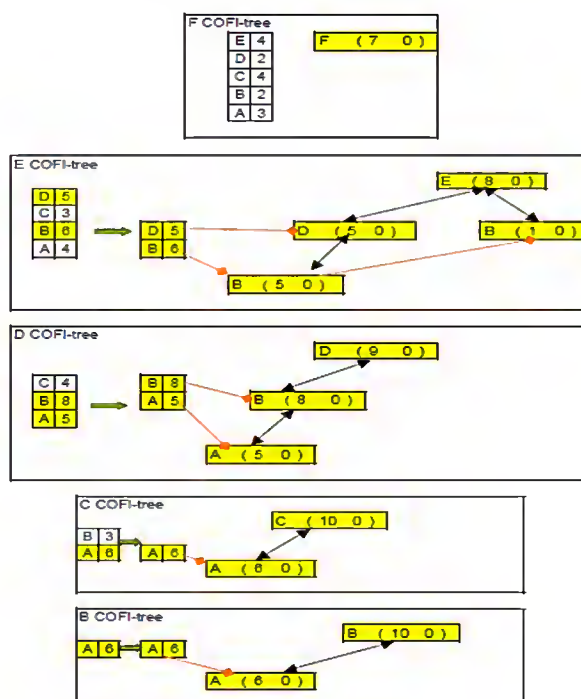 F COFI-tree
E 4
D 2
C 4
B 2
A 3
F ( 7 0 )
E COFI-tree
D 5
C 3
B 6
A 4
D 5
B 6
E ( 8 0 )
D ( 5 0 )
B ( 1 0 )
B ( 5 0 )
D COFI-tree
C 4
B 8
A 5
B 8
A 5
D ( 9 0 )
B ( 8 0 )
A ( 5 0 )
C COFI-tree
B 3
A 6
A 6
C ( 10 0 )
A ( 6 0 )
B COFI-tree
A 6
A 6
B ( 10 0 )
A ( 6 0 )